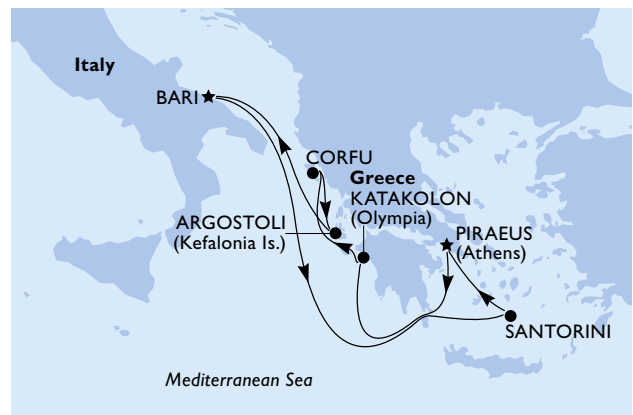 Italy
BARI
CORFU
Greece
KATAKOLON
(Olympia)
ARGOSTOLI
(Kefalonia Is.)
PIRAEUS
(Athens)
SANTORINI
Mediterranean Sea